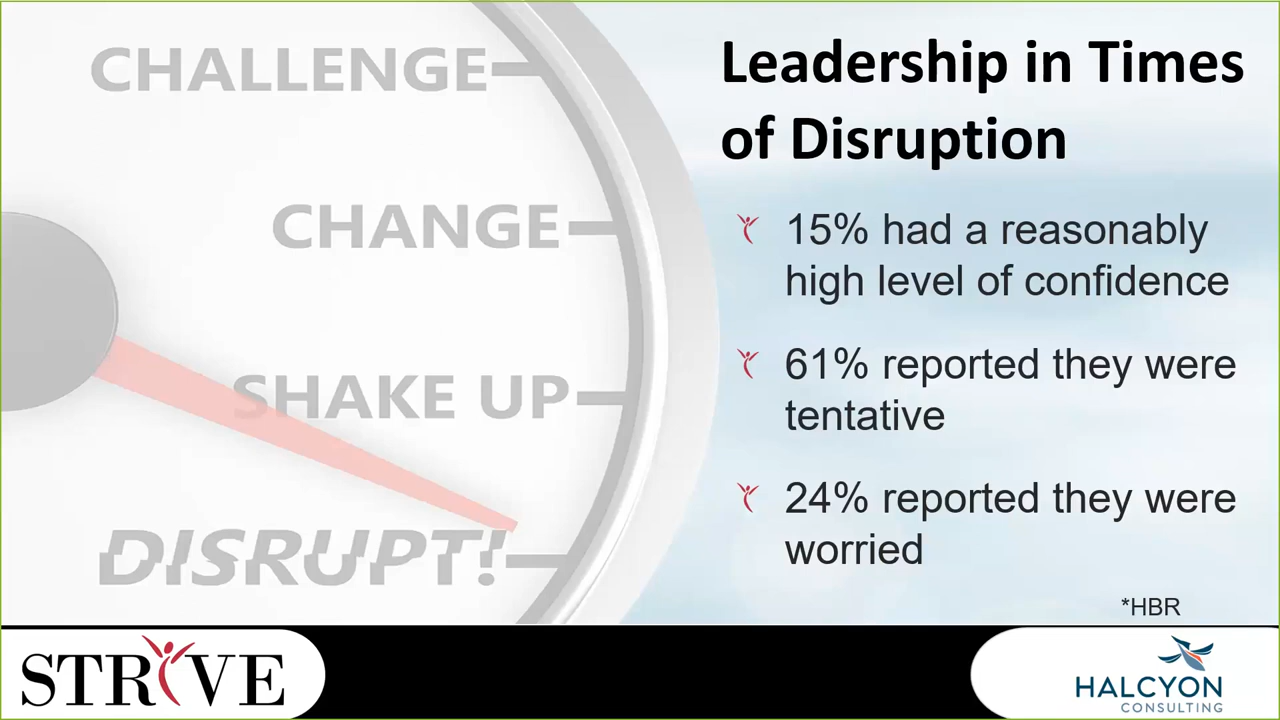 CHALLENGE
CHANGE
SHAKE UP
DISRUPT!
Leadership in Times
of Disruption
15% had a reasonably
high level of confidence
61% reported they were
tentative
24% reported they were
worried
*HBR
STRIVE
HALCYON
CONSULTING